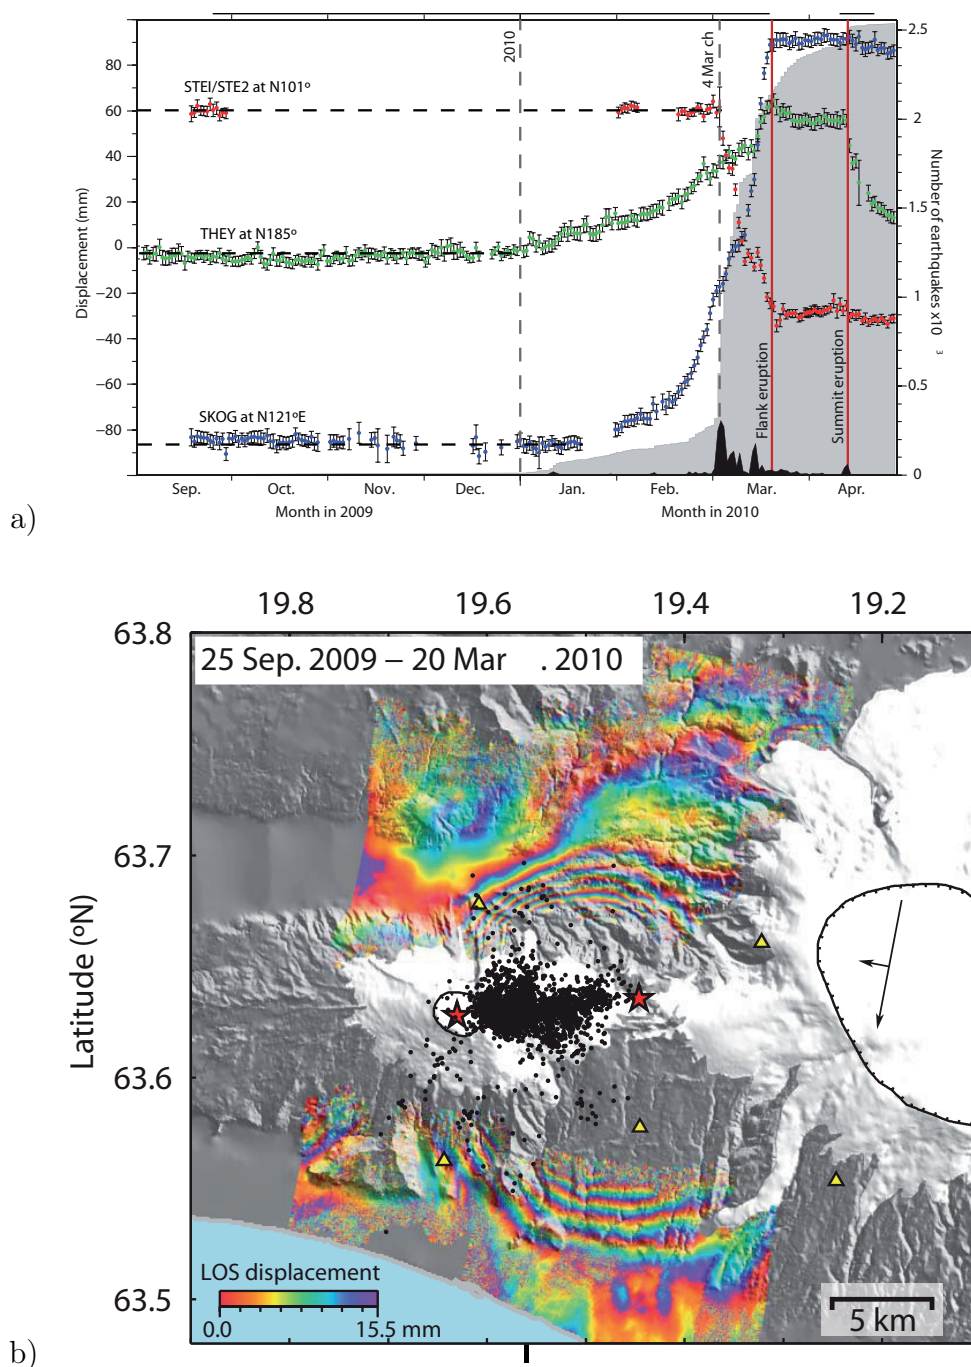 80
60
40
20
0
−20
−40
−60
−80
Displacement (mm)
STEI/STE2 at N101º
THEY at N185º
SKOG at N121ºE
2010
4 Mar ch
Flank eruption
Summit eruption
2.5
2
1.5
1
0.5
0
Number of earthquakes x10
3
Sep. Oct. Nov. Dec. Jan. Feb. Mar. Apr.
Month in 2009 Month in 2010
a)
19.8 19.6 19.4 19.2
63.8
25 Sep. 2009 – 20 Mar . 2010
63.7
Latitude (ºN)
63.6
LOS displacement
63.5
0.0 15.5 mm
5 km
b)